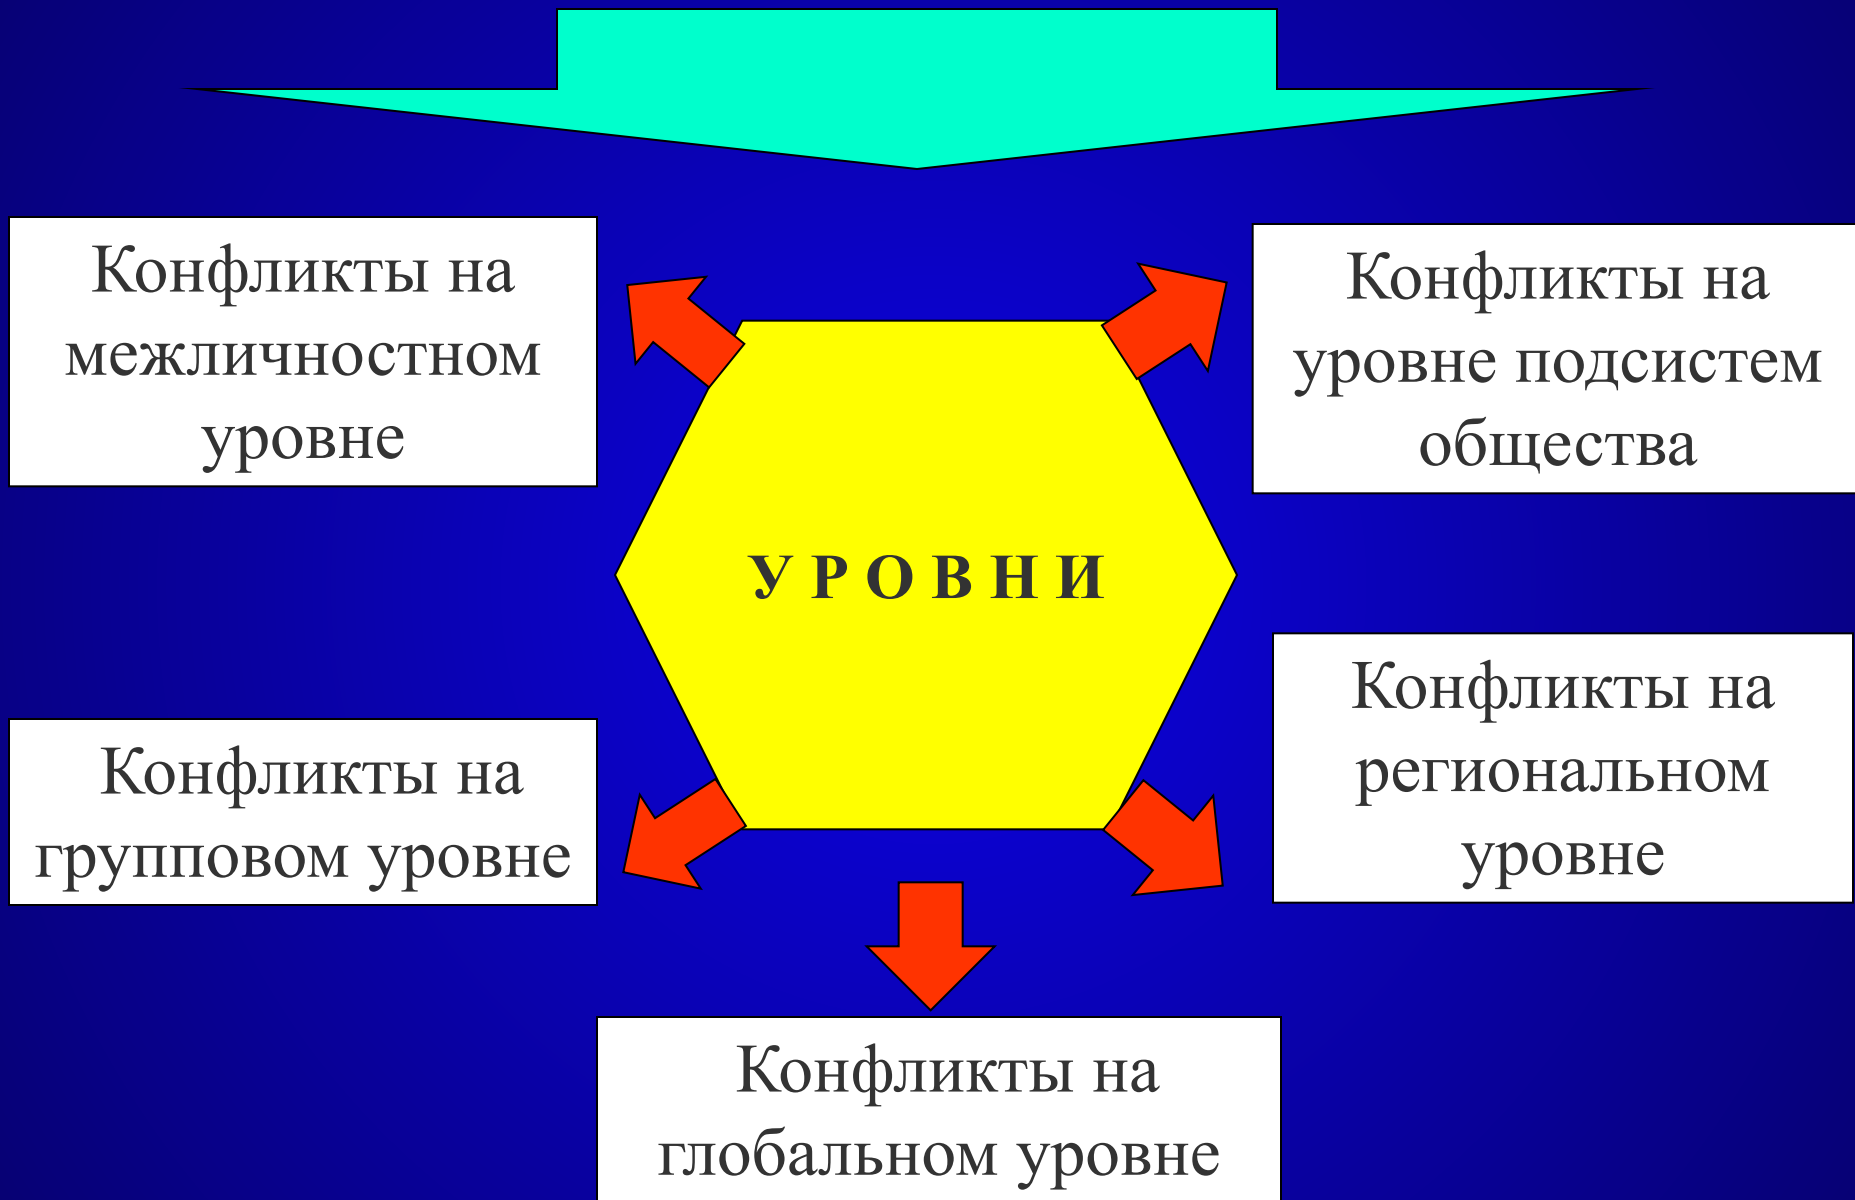 Конфликты на
межличностном
уровне
Конфликты на
уровне подсистем
общества
У Р О В Н И
Конфликты на
групповом уровне
Конфликты на
региональном
уровне
Конфликты на
глобальном уровне